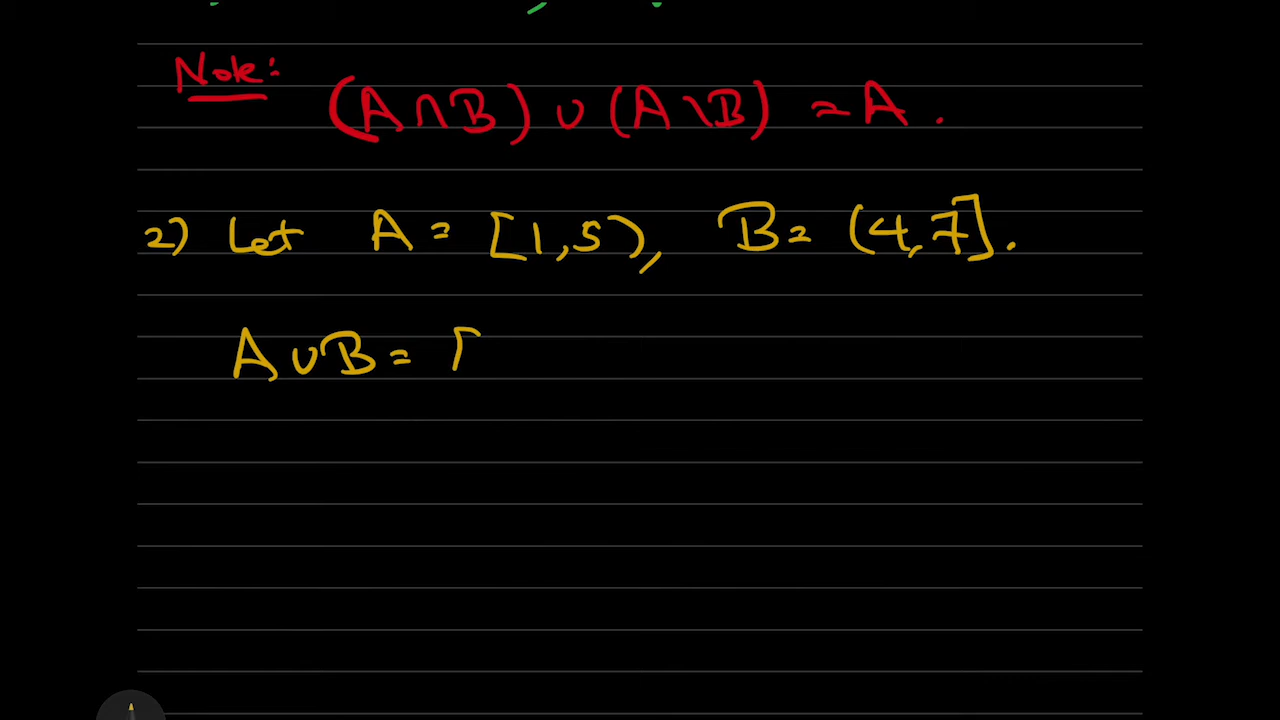 Note:
(A∩B) ∪ (A\B) = A.
2) Let A = [1,5), B = (4,7].
A∪B = [